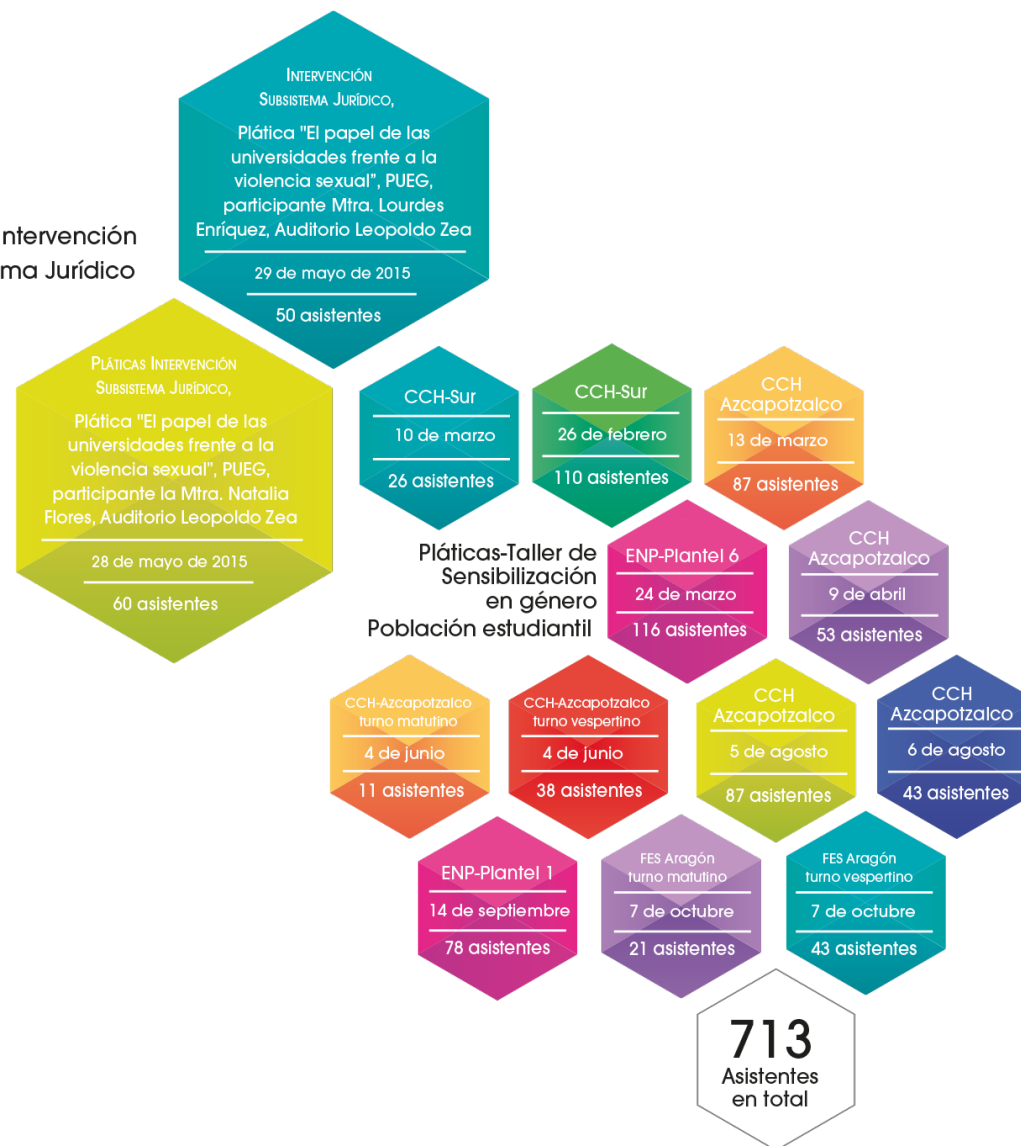 INTERVENCIÓN
SUBSISTEMA JURÍDICO,
Plática "El papel de las
universidades frente a la
violencia sexual”, PUEG,
participante Mtra. Lourdes
Enríquez, Auditorio Leopoldo Zea
29 de mayo de 2015
50 asistentes
ntervención
ma Jurídico
PLÁTICAS INTERVENCIÓN
SUBSISTEMA JURÍDICO,
Plática "El papel de las
universidades frente a la
violencia sexual”, PUEG,
participante la Mtra. Natalia
Flores, Auditorio Leopoldo Zea
28 de mayo de 2015
60 asistentes
CCH-Sur
10 de marzo
26 asistentes
CCH-Sur
26 de febrero
110 asistentes
CCH
Azcapotzalco
13 de marzo
87 asistentes
Pláticas-Taller de
Sensibilización
en género
Población estudiantil
ENP-Plantel 6
24 de marzo
116 asistentes
CCH
Azcapotzalco
9 de abril
53 asistentes
CCH-Azcapotzalco
turno matutino
4 de junio
11 asistentes
CCH-Azcapotzalco
turno vespertino
4 de junio
38 asistentes
CCH
Azcapotzalco
5 de agosto
87 asistentes
CCH
Azcapotzalco
6 de agosto
43 asistentes
ENP-Plantel 1
14 de septiembre
78 asistentes
FES Aragón
turno matutino
7 de octubre
21 asistentes
FES Aragón
turno vespertino
7 de octubre
43 asistentes
713
Asistentes
en total